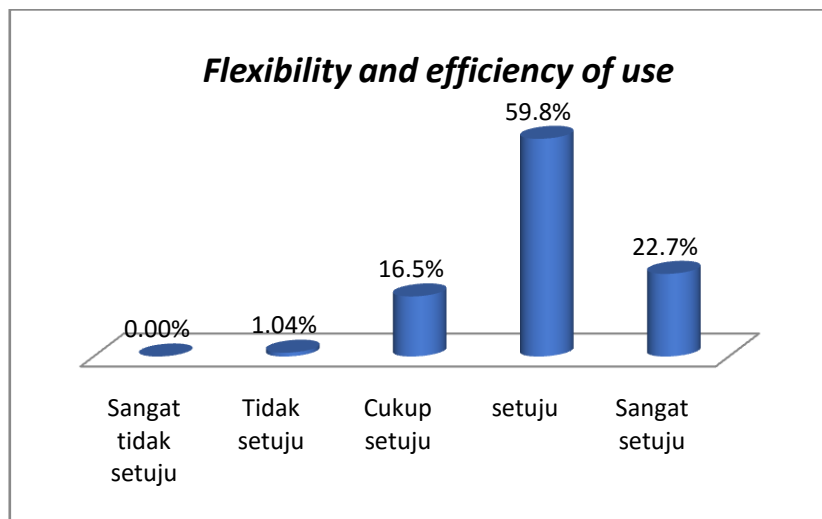 Flexibility and efficiency of use
59.8%
22.7%
16.5%
1.04%
0.00%
Sangat
tidak
setuju
Tidak
setuju
Cukup
setuju
setuju
Sangat
setuju